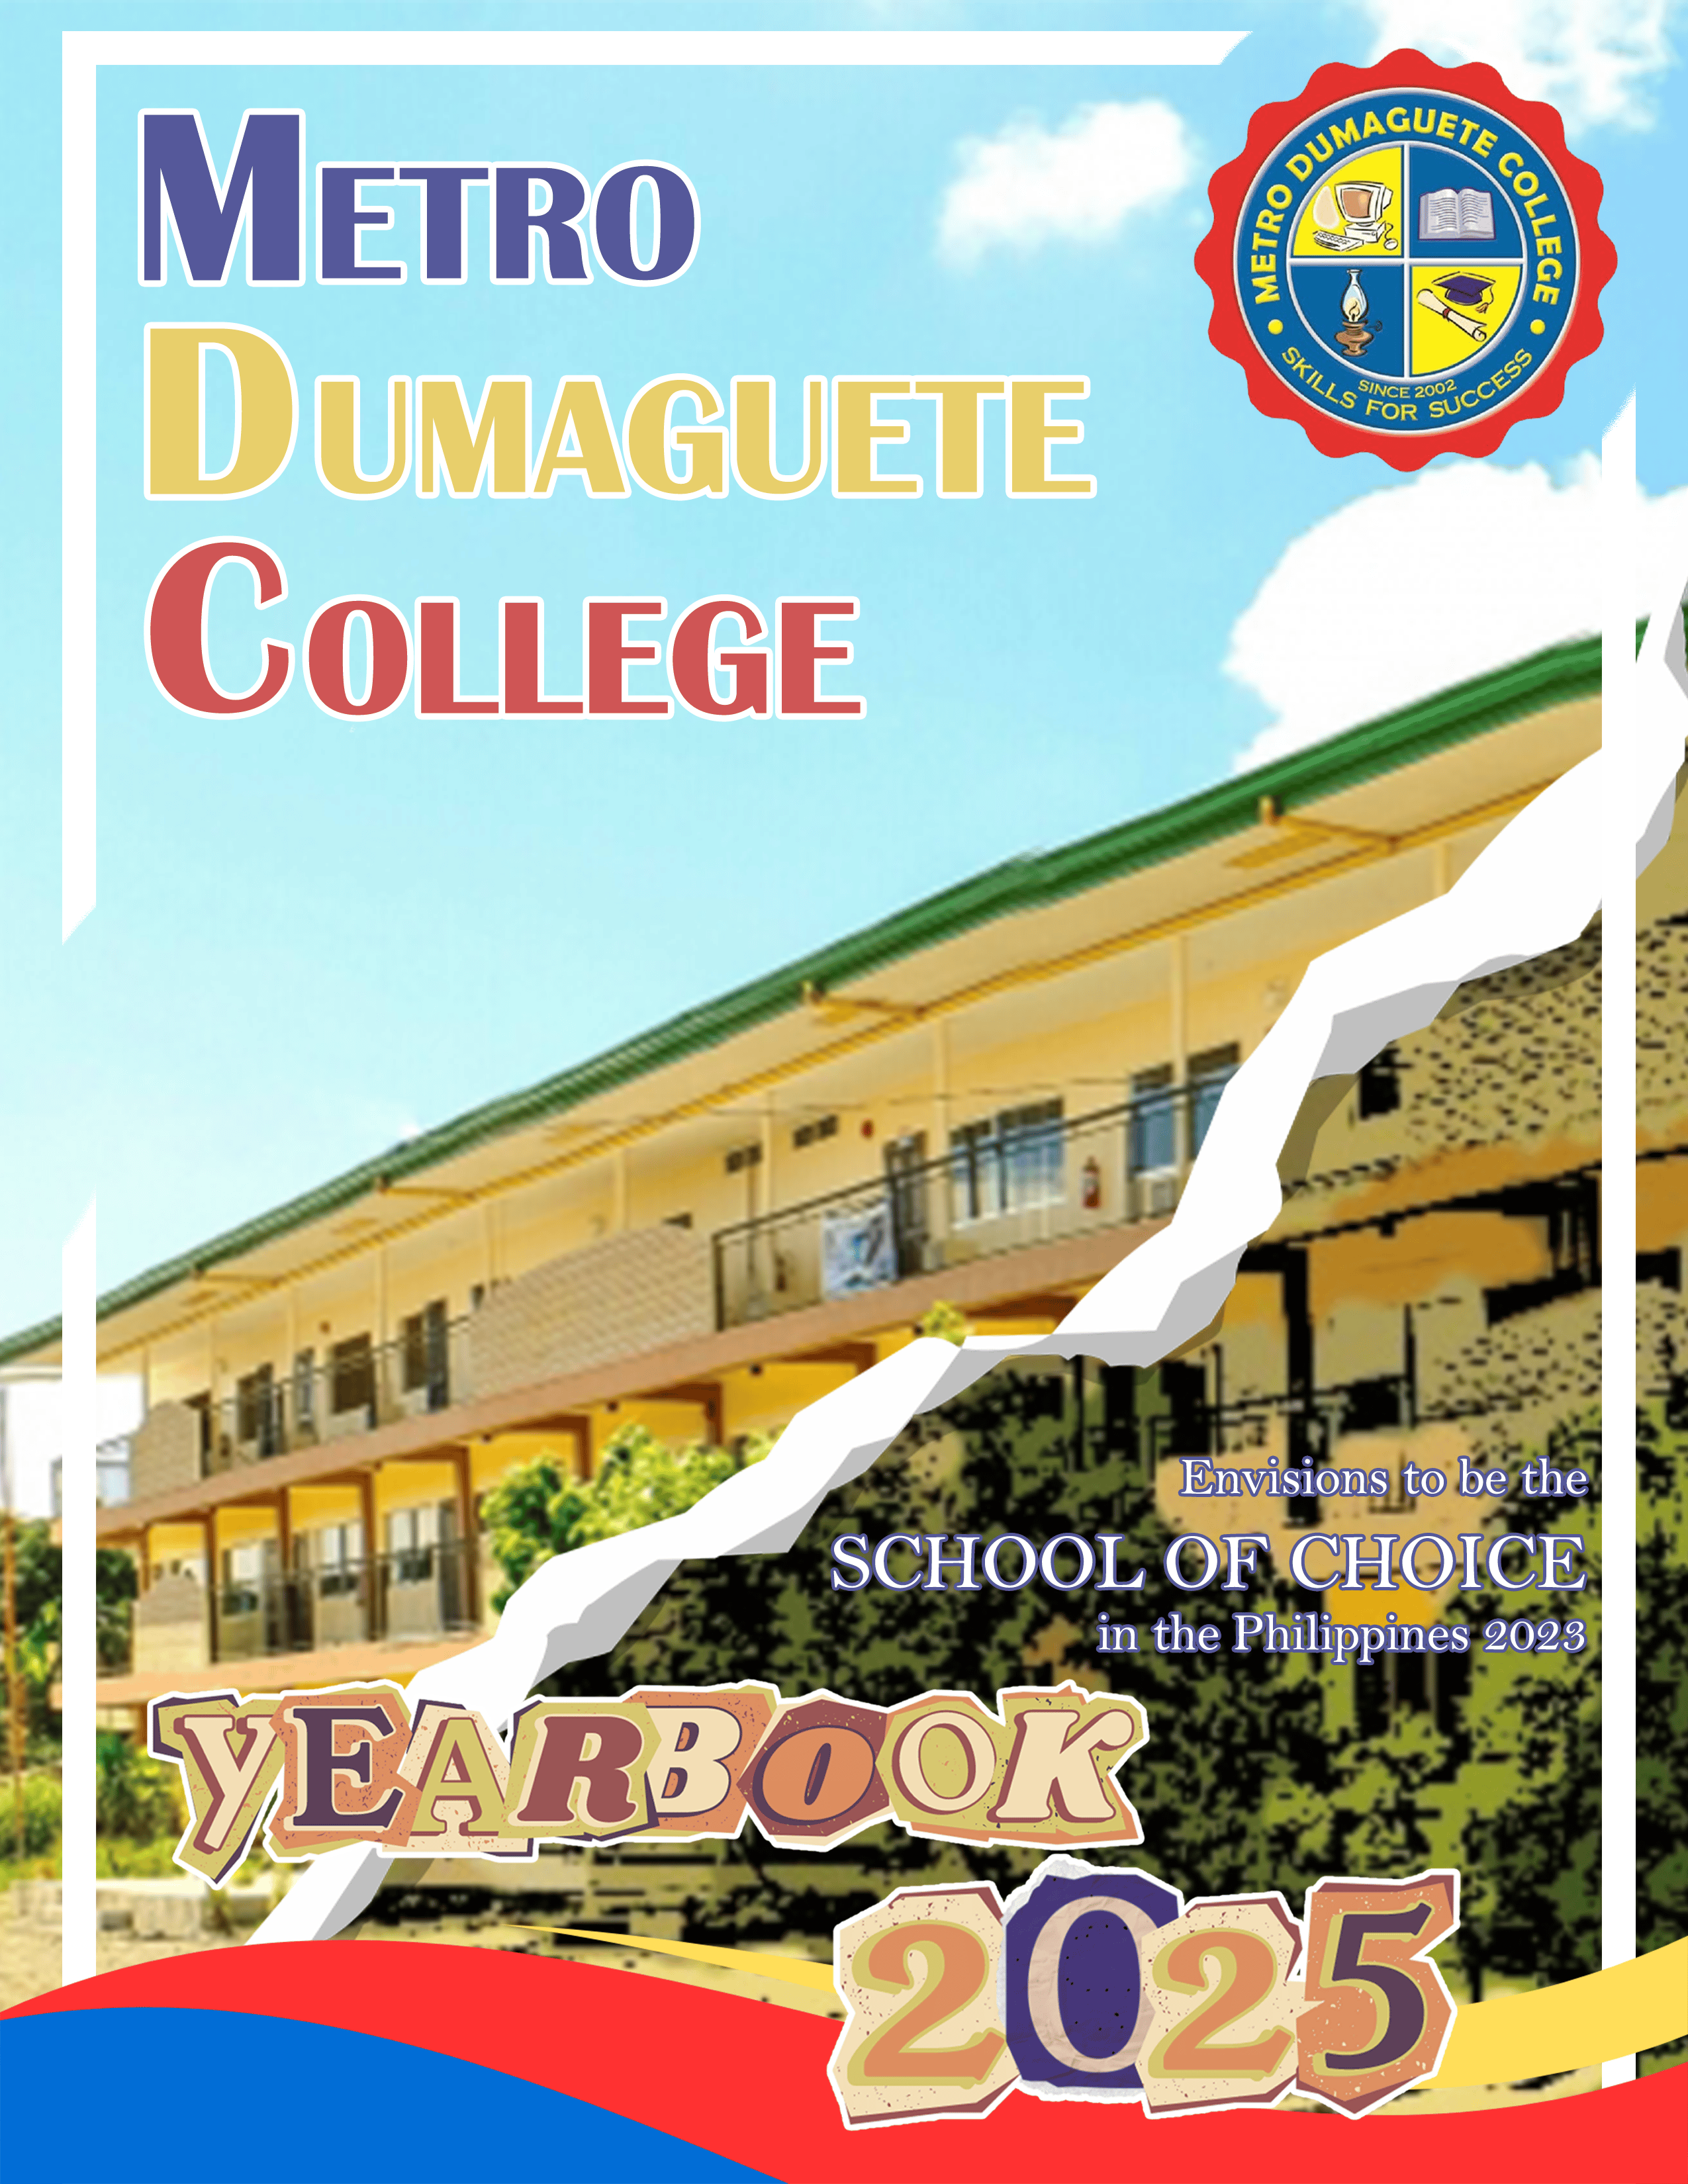 METRO
DUMAGUETE
COLLEGE
METRO DUMAGUETE COLLEGE
SINCE 2002
SKILLS FOR SUCCESS
Envisions to be the
SCHOOL OF CHOICE
in the Philippines 2023
YEARBOOK
2025